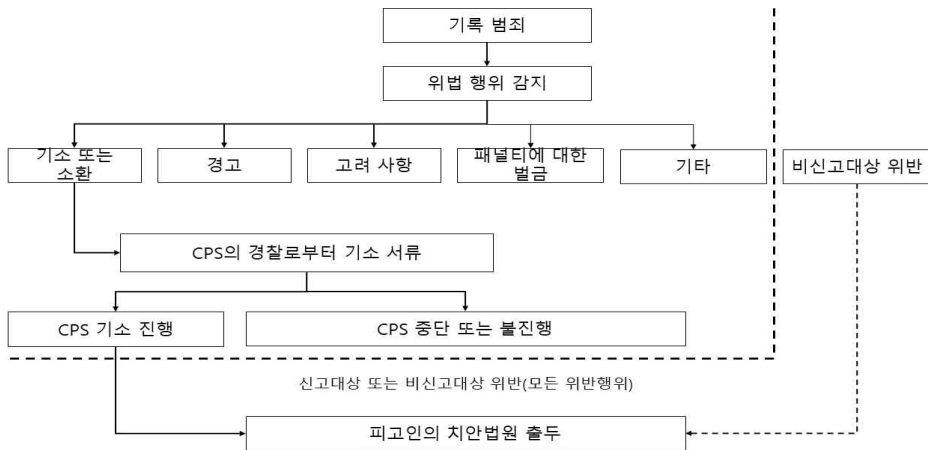 기록 범죄
위법 행위 감지
기소 또는
소환
경고
고려 사항
패널티에 대한
벌금
기타
비신고대상 위반
CPS의 경찰로부터 기소 서류
CPS 기소 진행
CPS 중단 또는 불진행
신고대상 또는 비신고대상 위반(모든 위반행위)
피고인의 치안법원 출두